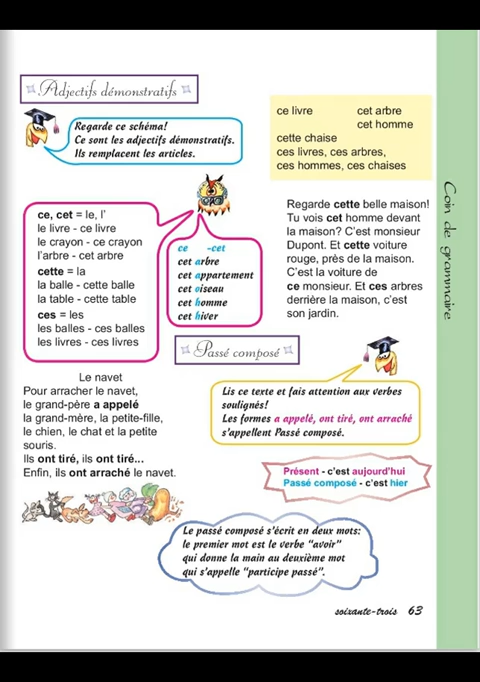 Adjectifs démonstratifs
Regarde ce schéma!
Ce sont les adjectifs démonstratifs.
Ils remplacent les articles.
ce livre cet arbre
cet homme
cette chaise
ces livres, ces arbres,
ces hommes, ces chaises
ce, cet = le, l'
le livre - ce livre
le crayon - ce crayon
l'arbre - cet arbre
cette = la
la balle - cette balle
la table - cette table
ces = les
les balles - ces balles
les livres - ces livres
ce -cet
cet arbre
cet appartement
cet oiseau
cet homme
cet hiver
Regarde cette belle maison!
Tu vois cet homme devant
la maison? C'est monsieur
Dupont. Et cette voiture
rouge, près de la maison.
C'est la voiture de
ce monsieur. Et ces arbres
derrière la maison, c'est
son jardin.
Coin de grammaire
Passé composé
Le navet
Pour arracher le navet,
le grand-père a appelé
la grand-mère, la petite-fille,
le chien, le chat et la petite
souris.
Ils ont tiré, ils ont tiré...
Enfin, ils ont arraché le navet.
Lis ce texte et fais attention aux verbes
soulignés!
Les formes a appelé, ont tiré, ont arraché
s'appellent Passé composé.
Présent - c'est aujourd'hui
Passé composé - c'est hier
Le passé composé s'écrit en deux mots:
le premier mot est le verbe "avoir"
qui donne la main au deuxième mot
qui s'appelle "participe passé".
soixante-trois 63